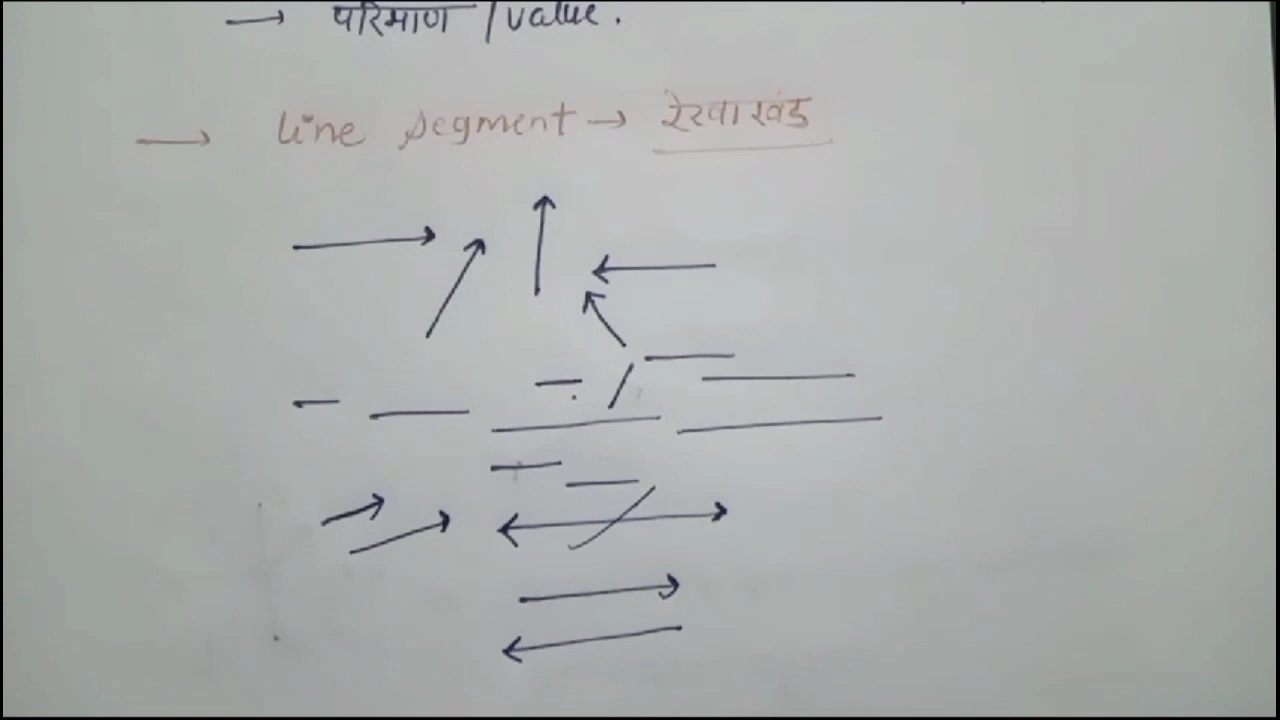 → परिमाण / value.
→ Line segment → रेखाखंड